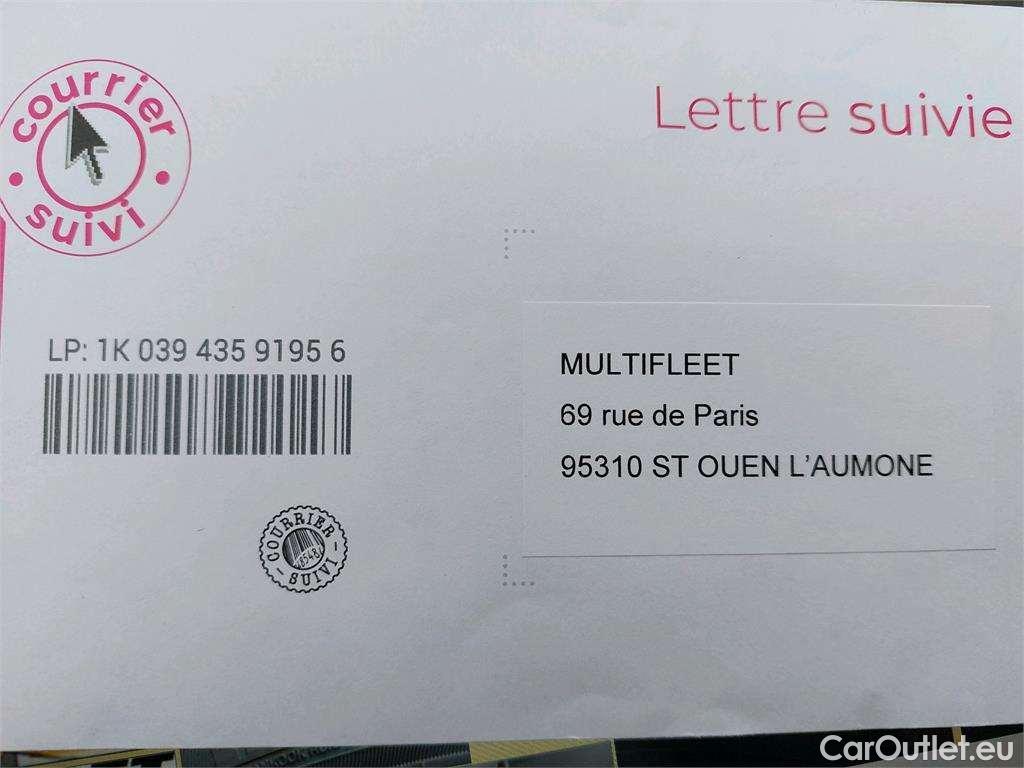 courrier
suivi
Lettre suivie
LP: 1K 039 435 9195 6
MULTIFLEET
69 rue de Paris
95310 ST OUEN L'AUMONE
COURRIER
SUIVI
CarOutlet.eu